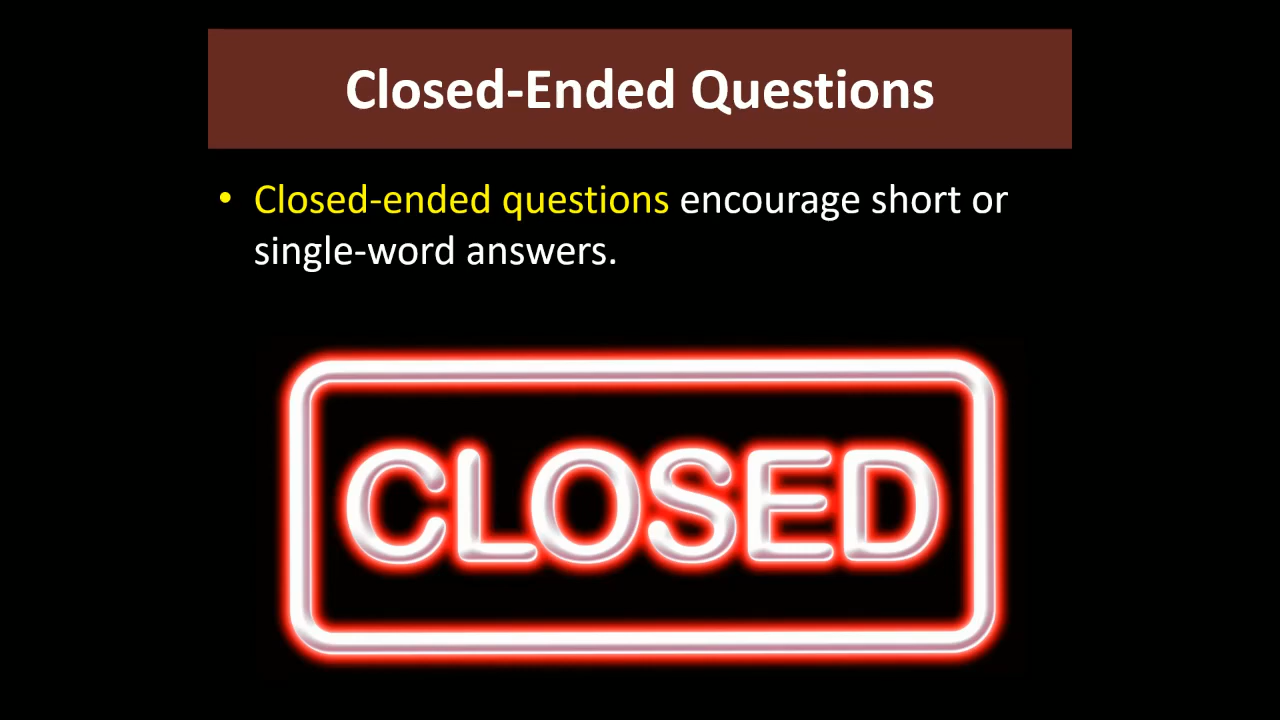 Closed-Ended Questions
• Closed-ended questions encourage short or
single-word answers.
CLOSED